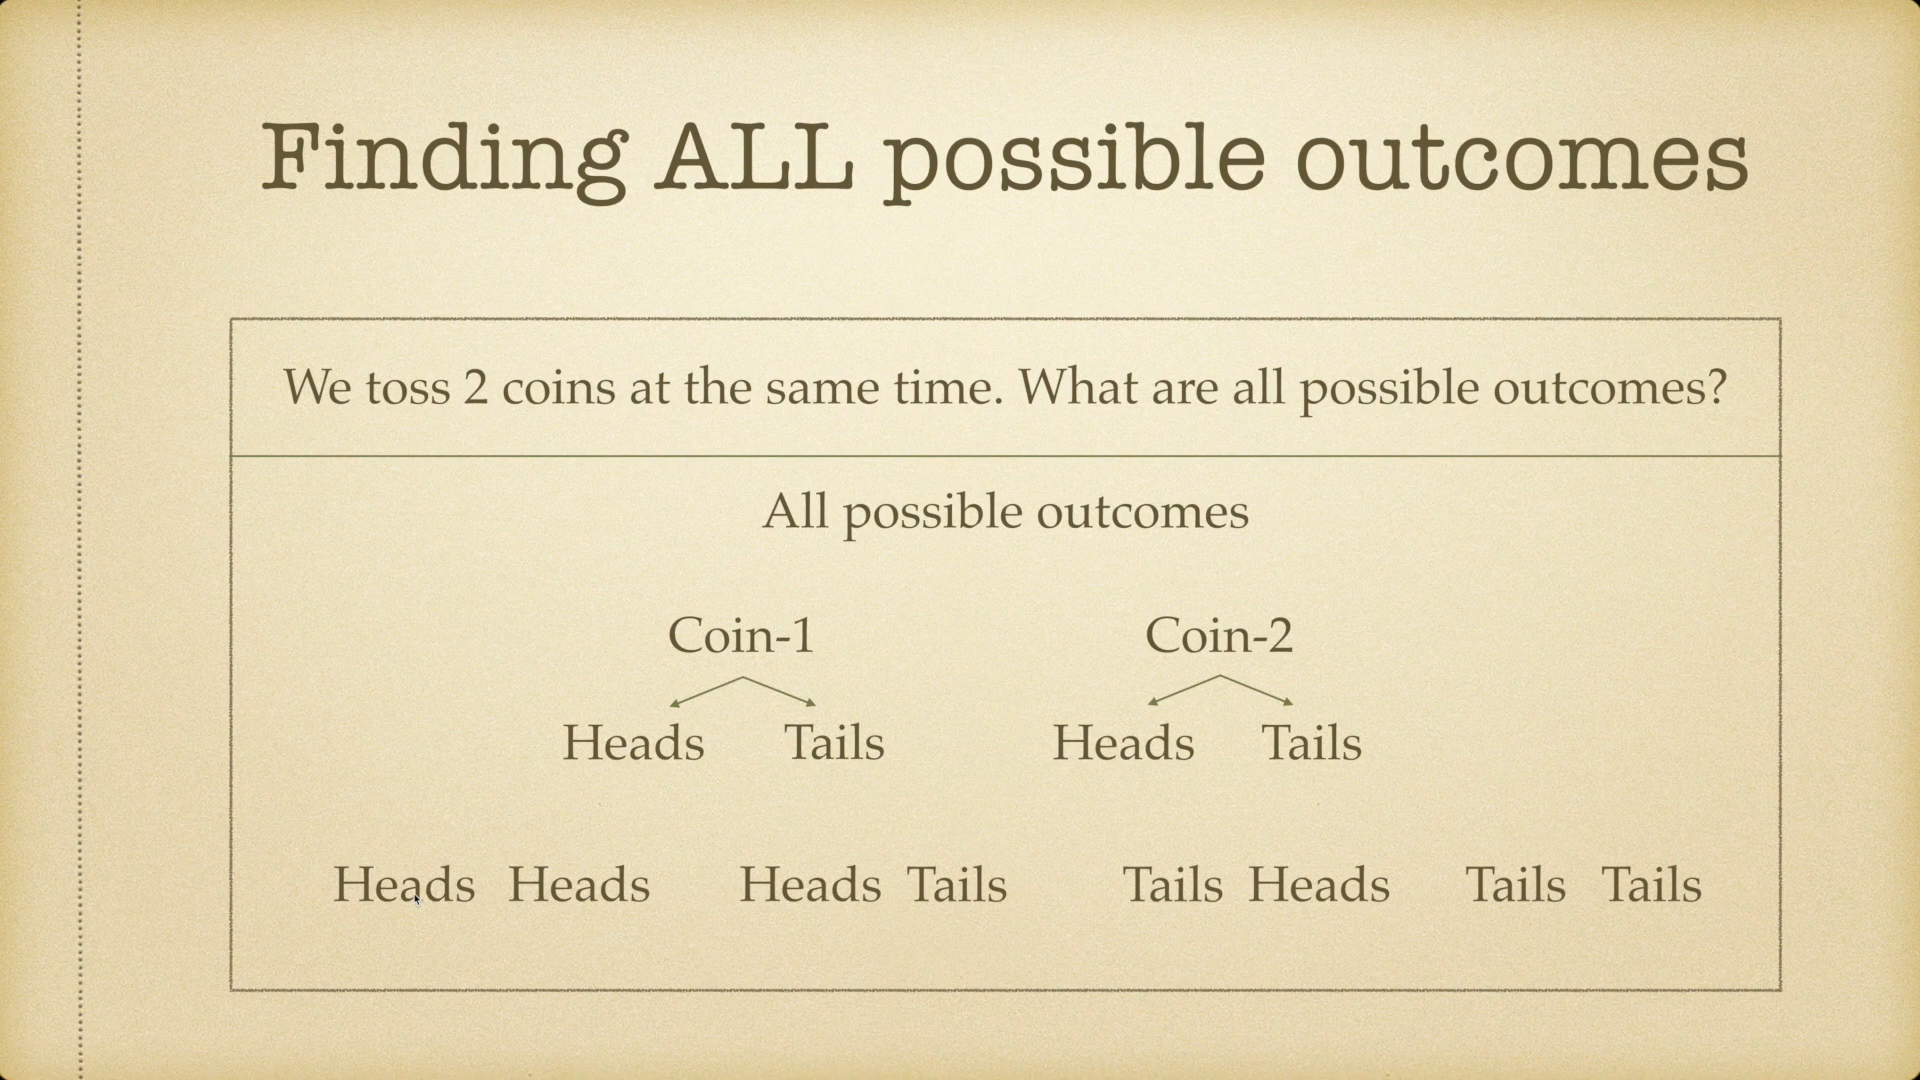 Finding ALL possible outcomes
We toss 2 coins at the same time. What are all possible outcomes?
All possible outcomes
Coin-1 Coin-2
Heads Tails Heads Tails
Heads Heads Heads Tails Tails Heads Tails Tails